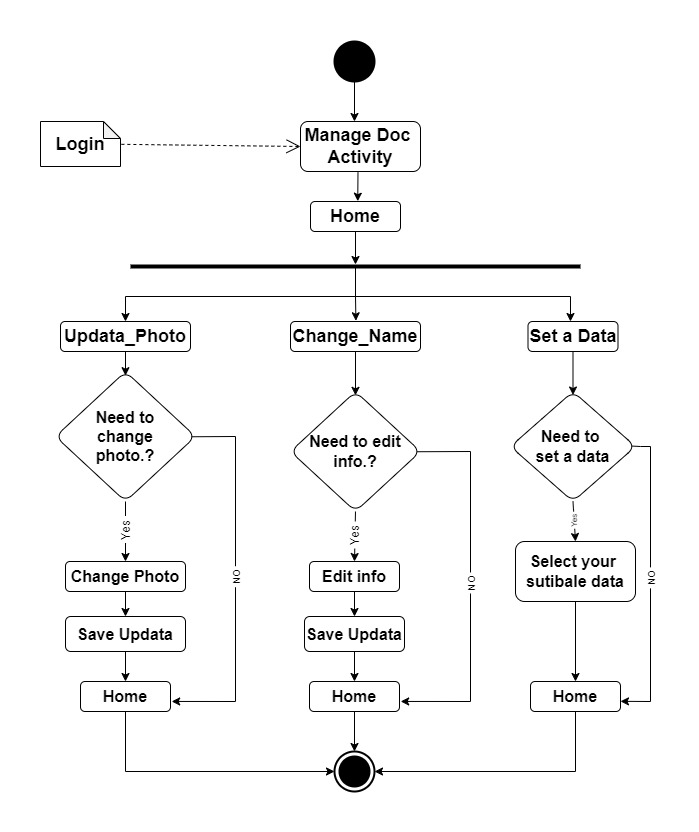 Login
Manage Doc
Activity
Home
Updata_Photo
Change_Name
Set a Data
Need to
change
photo.?
Need to edit
info.?
Need to
set a data
Yes
Yes
Yes
NO
NO
NO
Change Photo
Edit info
Select your
sutibale data
Save Updata
Save Updata
Home
Home
Home